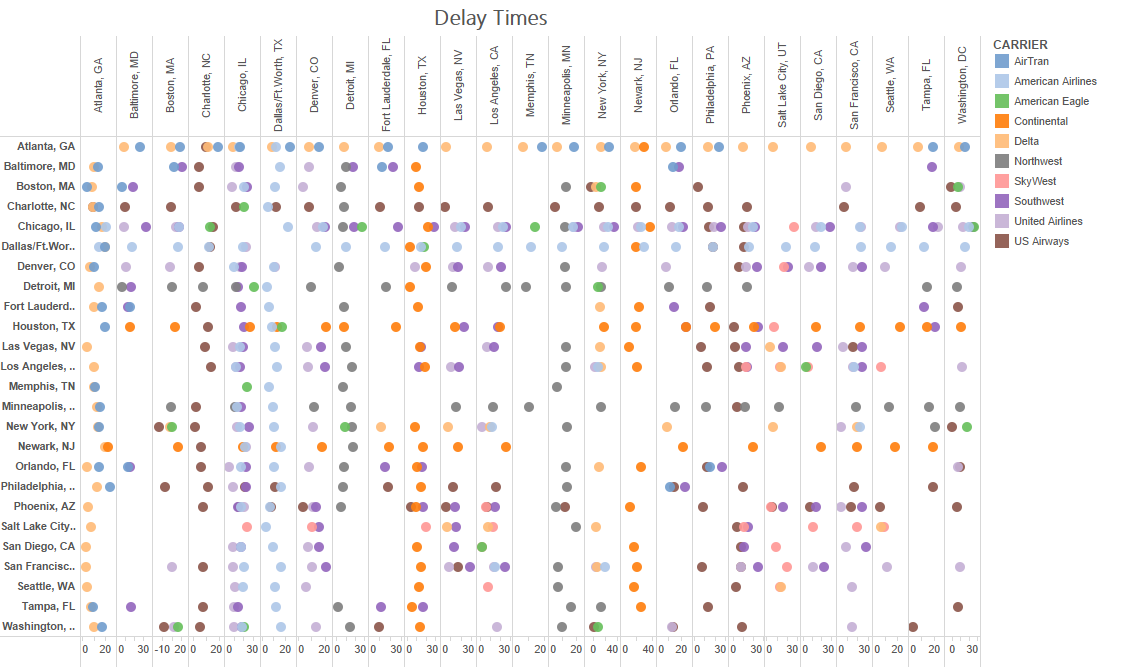 Delay Times
Atlanta, GA
Baltimore, MD
Boston, MA
Charlotte, NC
Chicago, IL
Dallas/Ft.Worth, TX
Denver, CO
Detroit, MI
Fort Lauderdale, FL
Houston, TX
Las Vegas, NV
Los Angeles, CA
Memphis, TN
Minneapolis, MN
New York, NY
Newark, NJ
Orlando, FL
Philadelphia, PA
Phoenix, AZ
Salt Lake City, UT
San Diego, CA
San Francisco, CA
Seattle, WA
Tampa, FL
Washington, DC
CARRIER
AirTran
American Airlines
American Eagle
Continental
Delta
Northwest
SkyWest
Southwest
United Airlines
US Airways
Atlanta, GA
Baltimore, MD
Boston, MA
Charlotte, NC
Chicago, IL
Dallas/Ft.Wor..
Denver, CO
Detroit, MI
Fort Lauderd..
Houston, TX
Las Vegas, NV
Los Angeles, ..
Memphis, TN
Minneapolis, ..
New York, NY
Newark, NJ
Orlando, FL
Philadelphia, ..
Phoenix, AZ
Salt Lake City..
San Diego, CA
San Francisc..
Seattle, WA
Tampa, FL
Washington, ..
0 20 0 30 -10 20 0 20 0 30 0 20 0 30 0 30 0 20 0 30 0 30 0 30 0 30 0 30 0 40 0 30 0 20 0 30 0 30 0 30 0 30 0 30 0 30 0 20 0 30